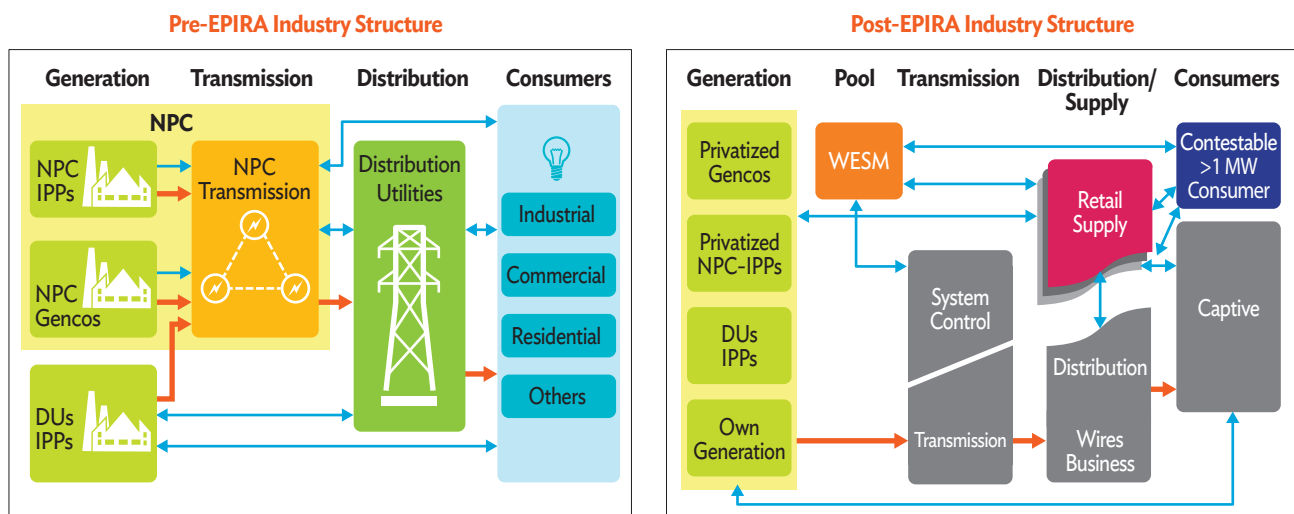 Pre-EPIRA Industry Structure
Generation
Transmission
Distribution
Consumers
NPC
NPC
IPPs
NPC
Gencos
DUs
IPPs
NPC
Transmission
Distribution
Utilities
Industrial
Commercial
Residential
Others
Post-EPIRA Industry Structure
Generation
Pool
Transmission
Distribution/
Supply
Consumers
Privatized
Gencos
Privatized
NPC-IPPs
DUs
IPPs
Own
Generation
WESM
System
Control
Transmission
Retail
Supply
Distribution
Wires
Business
Contestable
>1 MW
Consumer
Captive